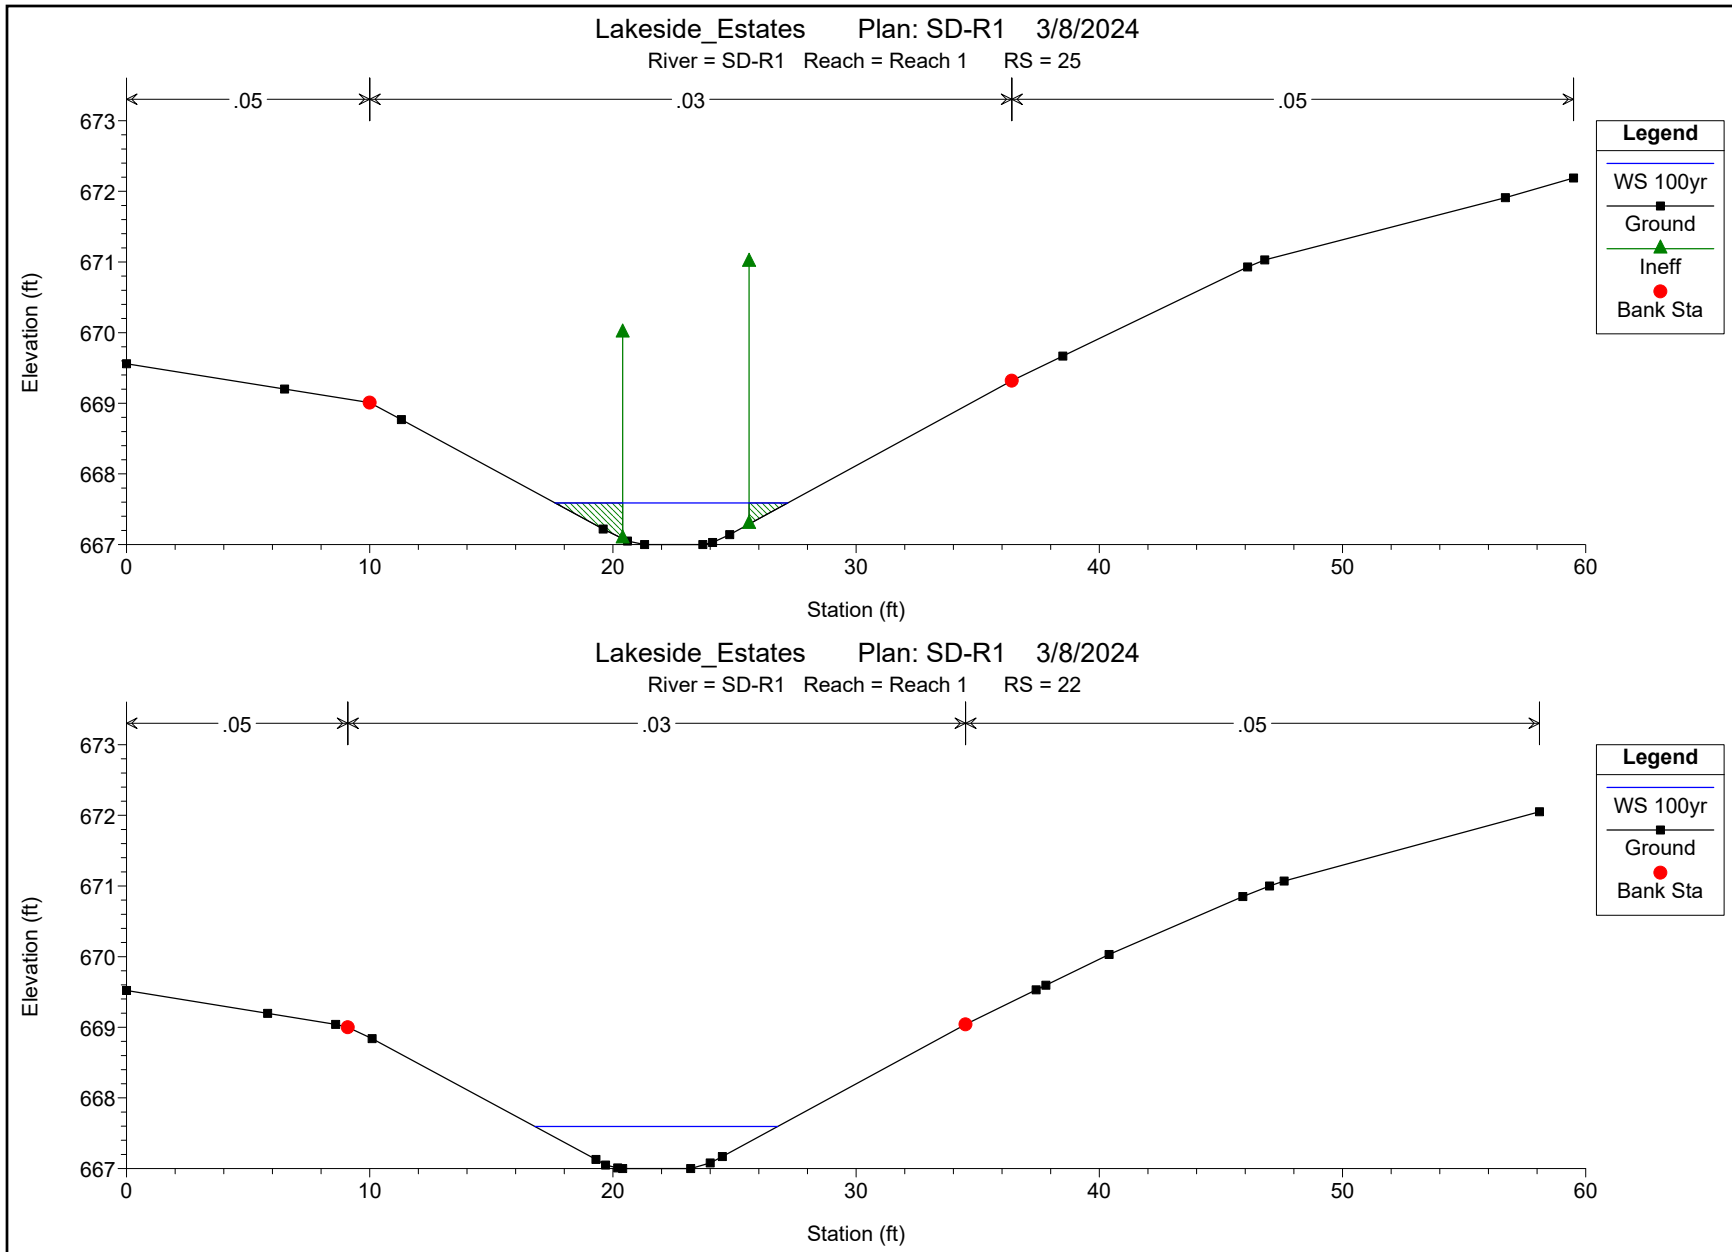 Lakeside_Estates Plan: SD-R1 3/8/2024
River = SD-R1 Reach = Reach 1 RS = 25
.05 .03 .05
673
672
671
670
669
668
667
Elevation (ft)
0 10 20 30 40 50 60
Station (ft)
Legend
WS 100yr
Ground
Ineff
Bank Sta
Lakeside_Estates Plan: SD-R1 3/8/2024
River = SD-R1 Reach = Reach 1 RS = 22
.05 .03 .05
673
672
671
670
669
668
667
Elevation (ft)
0 10 20 30 40 50 60
Station (ft)
Legend
WS 100yr
Ground
Bank Sta